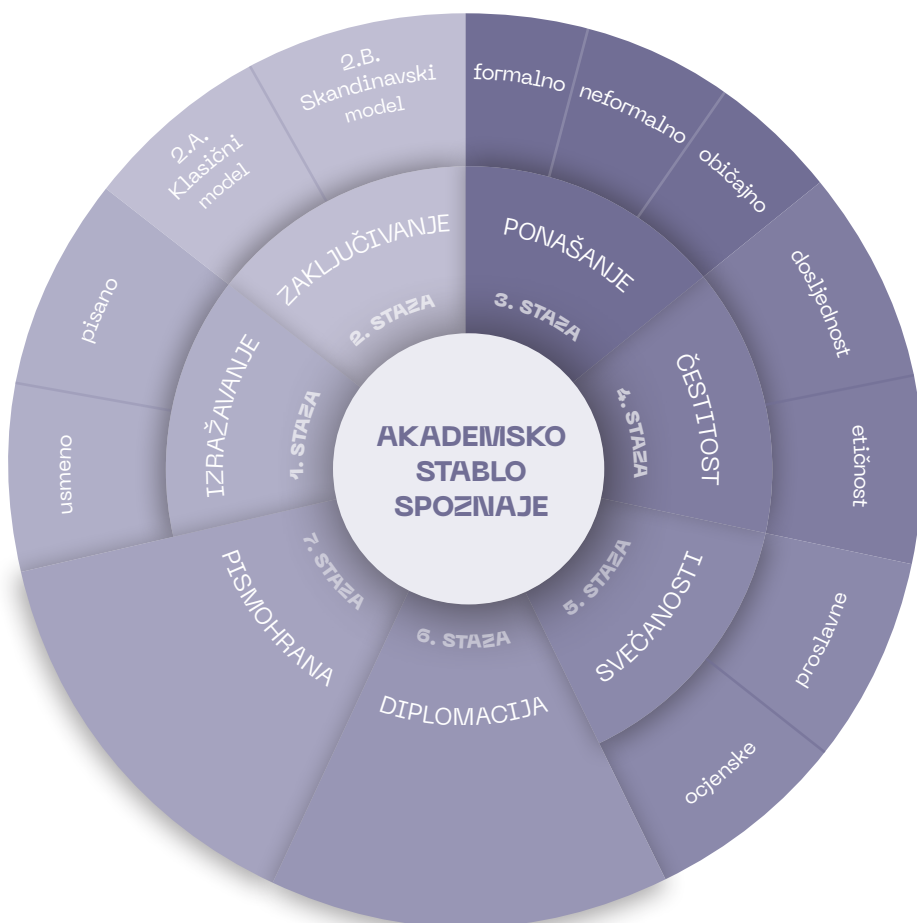 AKADEMSKO
STABLO
SPOZNAJE
1. STAZA
IZRAŽAVANJE
usmeno
pisano
2. STAZA
ZAKLJUČIVANJE
2.A.
Klasični
model
2.B.
Skandinavski
model
3. STAZA
PONAŠANJE
formalno
neformalno
običajno
4. STAZA
ČESTITOST
dosljednost
etičnost
5. STAZA
SVEČANOSTI
proslavne
ocjenske
6. STAZA
DIPLOMACIJA
7. STAZA
PISMOHRANA